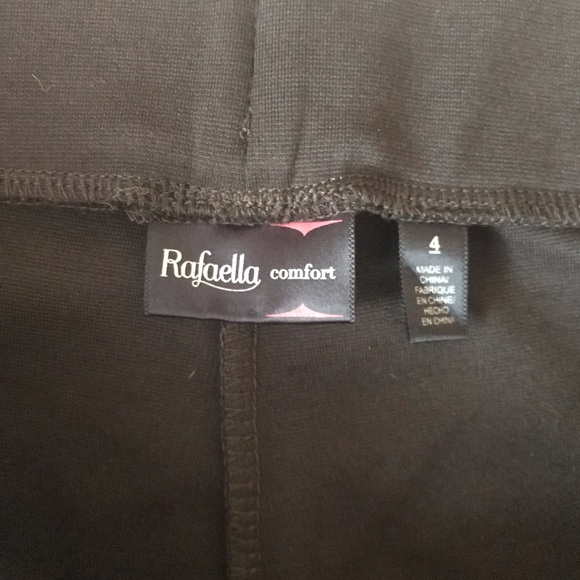 Rafaella comfort
4
MADE IN
CHINA/
FABRIQUE
EN CHINE/
HECHO
EN CHINA